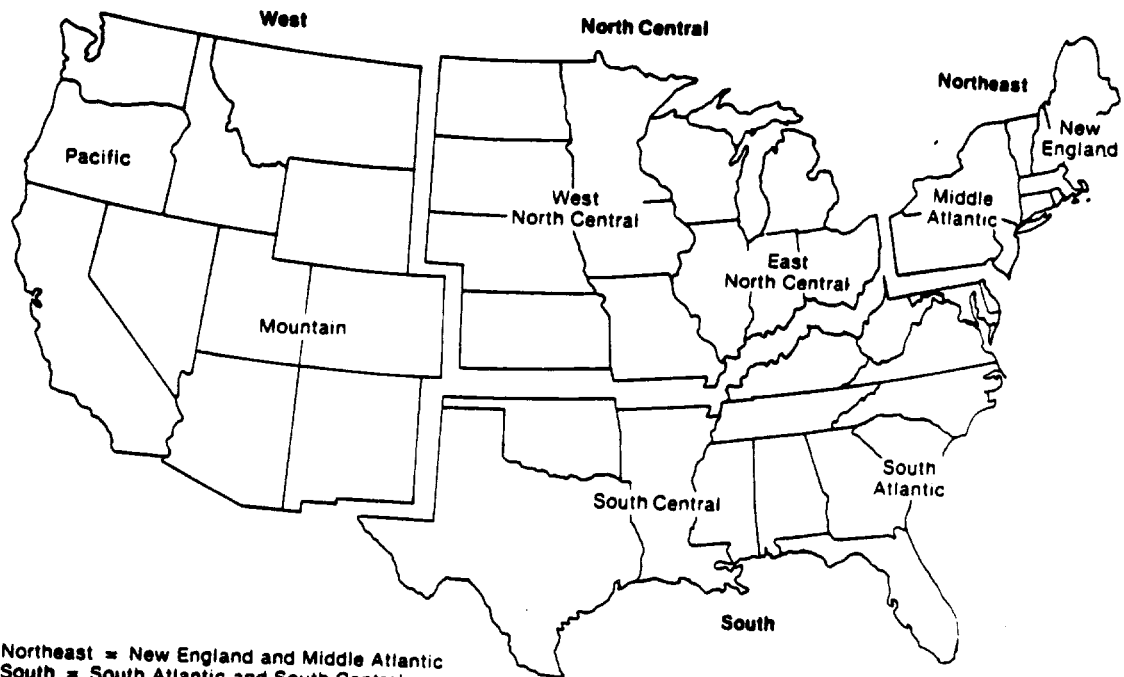 West
North Central
Northeast
New
England
Pacific
Middle
Atlantic
West
North Central
East
North Central
Mountain
South
Atlantic
South Central
South
Northeast = New England and Middle Atlantic
South = South Atlantic and South Central